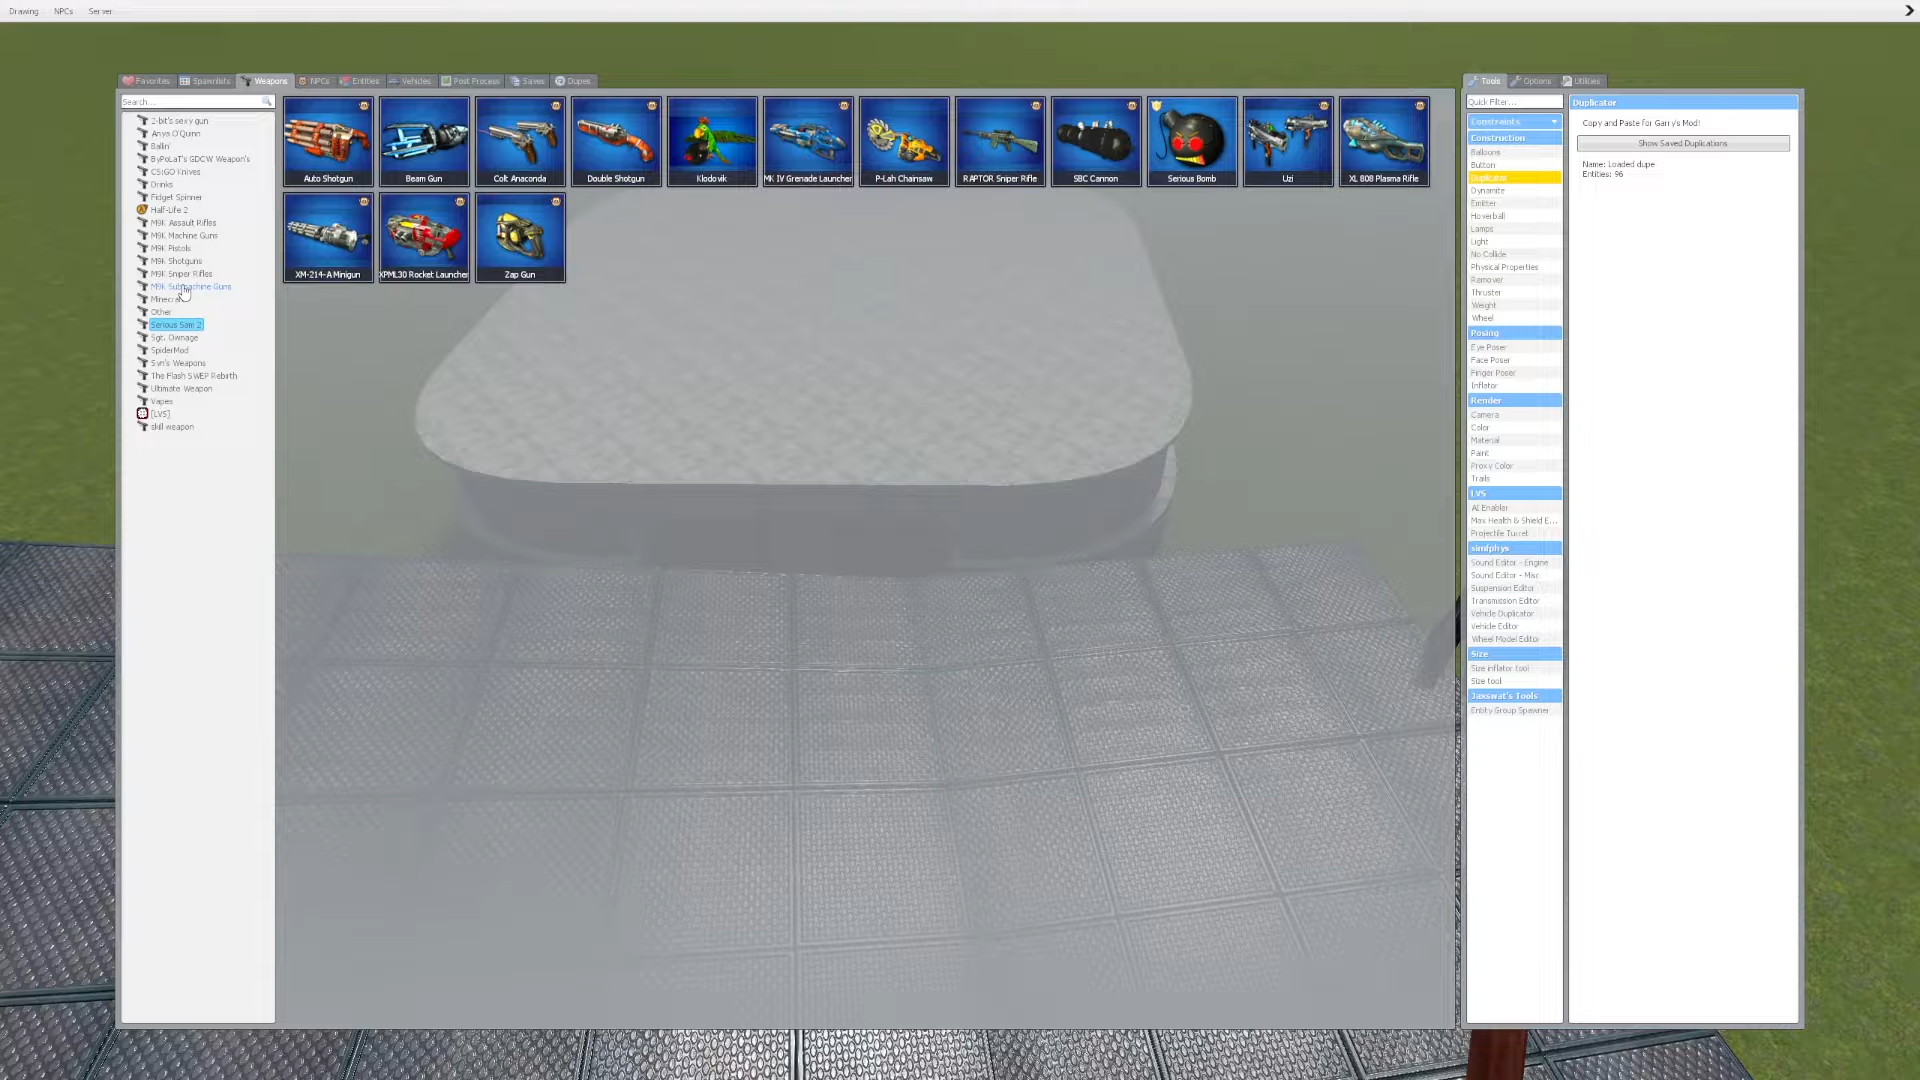 Drawing NPCs Server
Favorites Spawnlists Weapons NPCs Entities Vehicles Post Process Saves Dupes
Search...
2-bit's sexy gun
Anya O'Quinn
Ballin'
ByPoLaT's GDCW Weapon's
CS:GO Knives
Drinks
Fidget Spinner
Half-Life 2
M9K Assault Rifles
M9K Machine Guns
M9K Pistols
M9K Shotguns
M9K Sniper Rifles
M9K Submachine Guns
Minecraft
Other
Serious Sam 2
Sgt. Ownage
SpiderMod
Svn's Weapons
The Flash SWEP Rebirth
Ultimate Weapon
Vapes
[LVS]
skill weapon
Auto Shotgun
Beam Gun
Colt Anaconda
Double Shotgun
Klodovik
MK IV Grenade Launcher
P-Lah Chainsaw
RAPTOR Sniper Rifle
SBC Cannon
Serious Bomb
Uzi
XL 808 Plasma Rifle
XM-214-A Minigun
XPML30 Rocket Launcher
Zap Gun
Tools Options Utilities
Quick Filter...
Constraints
Construction
Balloons
Button
Duplicator
Dynamite
Emitter
Hoverball
Lamps
Light
No Collide
Physical Properties
Remover
Thruster
Weight
Wheel
Posing
Eye Poser
Face Poser
Finger Poser
Inflator
Render
Camera
Color
Material
Paint
Proxy Color
Trails
LVS
AI Enabler
Max Health & Shield E...
Projectile Turret
simfphys
Sound Editor - Engine
Sound Editor - Misc
Suspension Editor
Transmission Editor
Vehicle Duplicator
Vehicle Editor
Wheel Model Editor
Size
Size inflator tool
Size tool
Jaxswat's Tools
Entity Group Spawner
Duplicator
Copy and Paste for Garry's Mod!
Show Saved Duplications
Name: Loaded dupe
Entities: 96